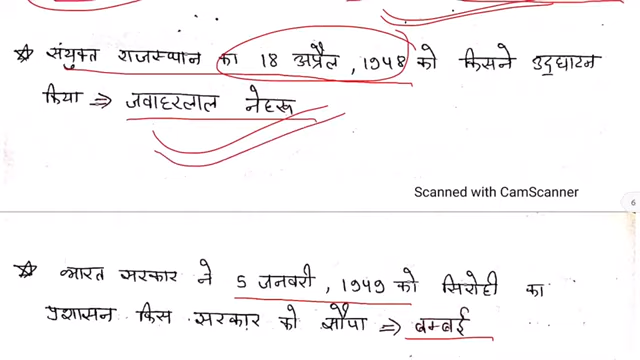 ☆ संयुक्त राजस्थान का 18 अप्रैल, 1948 को किसने उद्घाटन
किया ⇒ जवाहरलाल नेहरू
Scanned with CamScanner
6
☆ भारत सरकार ने 5 जनवरी, 1949 को सिरोही का
प्रशासन किस सरकार को सौंपा ⇒ बम्बई